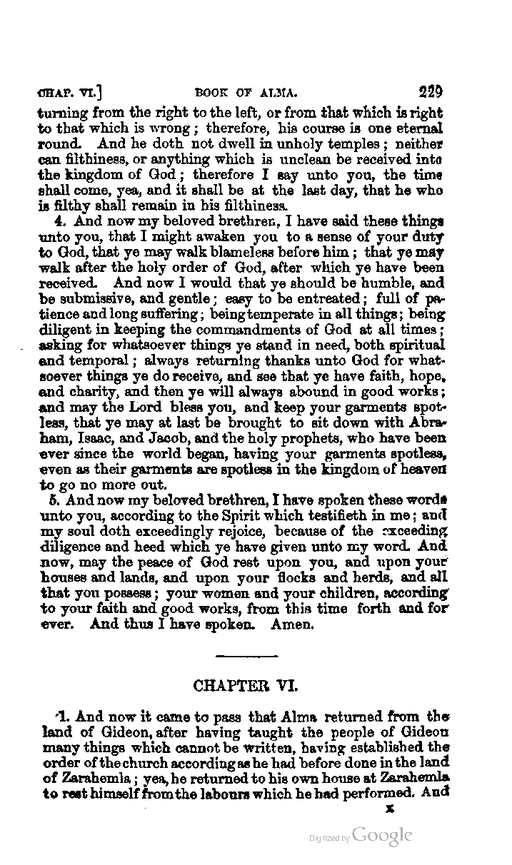 CHAP. VI.] BOOK OF ALMA. 229
turning from the right to the left, or from that which is right
to that which is wrong; therefore, his course is one eternal
round. And he doth not dwell in unholy temples; neither
can filthiness, or anything which is unclean be received into
the kingdom of God; therefore I say unto you, the time
shall come, yea, and it shall be at the last day, that he who
is filthy shall remain in his filthiness.
4. And now my beloved brethren, I have said these things
unto you, that I might awaken you to a sense of your duty
to God, that ye may walk blameless before him; that ye may
walk after the holy order of God, after which ye have been
received. And now I would that ye should be humble, and
be submissive, and gentle; easy to be entreated; full of pa-
tience and long suffering; being temperate in all things; being
diligent in keeping the commandments of God at all times;
asking for whatsoever things ye stand in need, both spiritual
and temporal; always returning thanks unto God for what-
soever things ye do receive, and see that ye have faith, hope,
and charity, and then ye will always abound in good works;
and may the Lord bless you, and keep your garments spot-
less, that ye may at last be brought to sit down with Abra-
ham, Isaac, and Jacob, and the holy prophets, who have been
ever since the world began, having your garments spotless,
even as their garments are spotless in the kingdom of heaven
to go no more out.
5. And now my beloved brethren, I have spoken these words
unto you, according to the Spirit which testifieth in me; and
my soul doth exceedingly rejoice, because of the exceeding
diligence and heed which ye have given unto my word. And
now, may the peace of God rest upon you, and upon your
houses and lands, and upon your flocks and herds, and all
that you possess; your women and your children, according
to your faith and good works, from this time forth and for
ever. And thus I have spoken. Amen.
CHAPTER VI.
1. And now it came to pass that Alma returned from the
land of Gideon, after having taught the people of Gideon
many things which cannot be written, having established the
order of the church according as he had before done in the land
of Zarahemla; yea, he returned to his own house at Zarahemla
to rest himself from the labours which he had performed. And
x
Digitized by Google